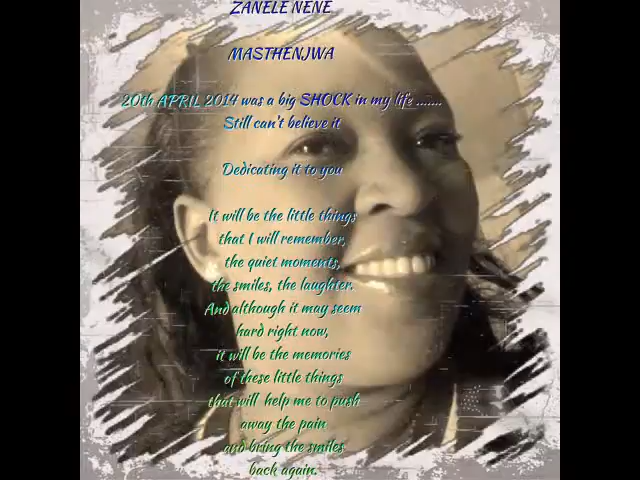 ZANELE NENE
MASTHENJWA
20th APRIL 2014 was a big SHOCK in my life .......
Still can't believe it
Dedicating it to you
It will be the little things
that I will remember,
the quiet moments,
the smiles, the laughter.
And although it may seem
hard right now,
it will be the memories
of these little things
that will help me to push
away the pain
and bring the smiles
back again.